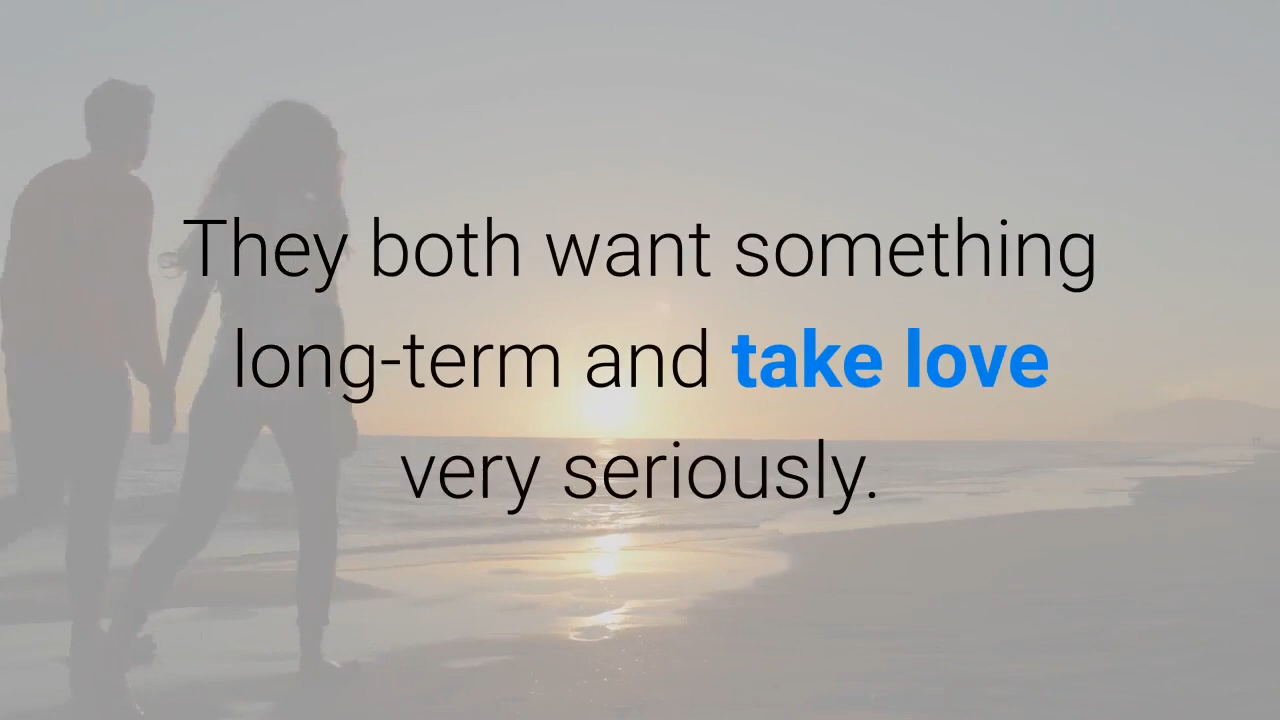 They both want something
long-term and take love
very seriously.